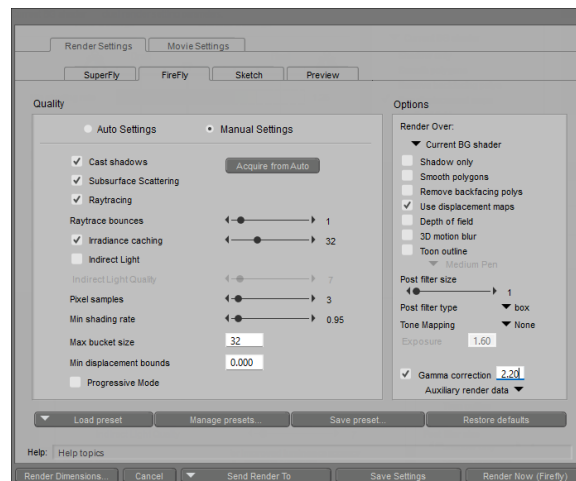 Render Settings Movie Settings
SuperFly FireFly Sketch Preview
Quality
Auto Settings Manual Settings
Cast shadows Acquire from Auto
Subsurface Scattering
Raytracing
Raytrace bounces 1
Irradiance caching 32
Indirect Light
Indirect Light Quality 7
Pixel samples 3
Min shading rate 0.95
Max bucket size 32
Min displacement bounds 0.000
Progressive Mode
Options
Render Over:
Current BG shader
Shadow only
Smooth polygons
Remove backfacing polys
Use displacement maps
Depth of field
3D motion blur
Toon outline
Medium Pen
Post filter size
1
Post filter type box
Tone Mapping None
Exposure 1.60
Gamma correction 2.20
Auxiliary render data
Load preset Manage presets... Save preset... Restore defaults
Help: Help topics
Render Dimensions... Cancel Send Render To Save Settings Render Now (Firefly)